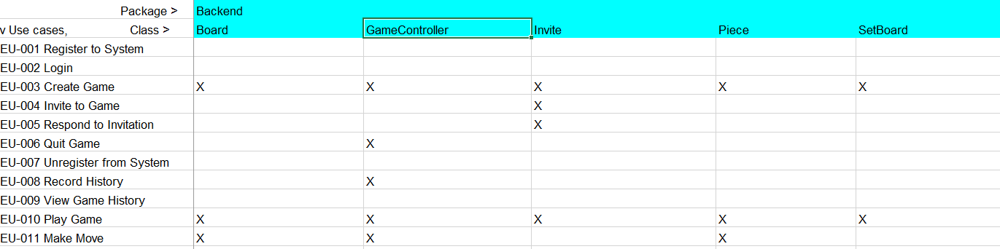 Package > Backend
v Use cases, Class > Board GameController Invite Piece SetBoard
EU-001 Register to System
EU-002 Login
EU-003 Create Game X X X X X
EU-004 Invite to Game X
EU-005 Respond to Invitation X
EU-006 Quit Game X
EU-007 Unregister from System
EU-008 Record History X
EU-009 View Game History
EU-010 Play Game X X X X X
EU-011 Make Move X X X